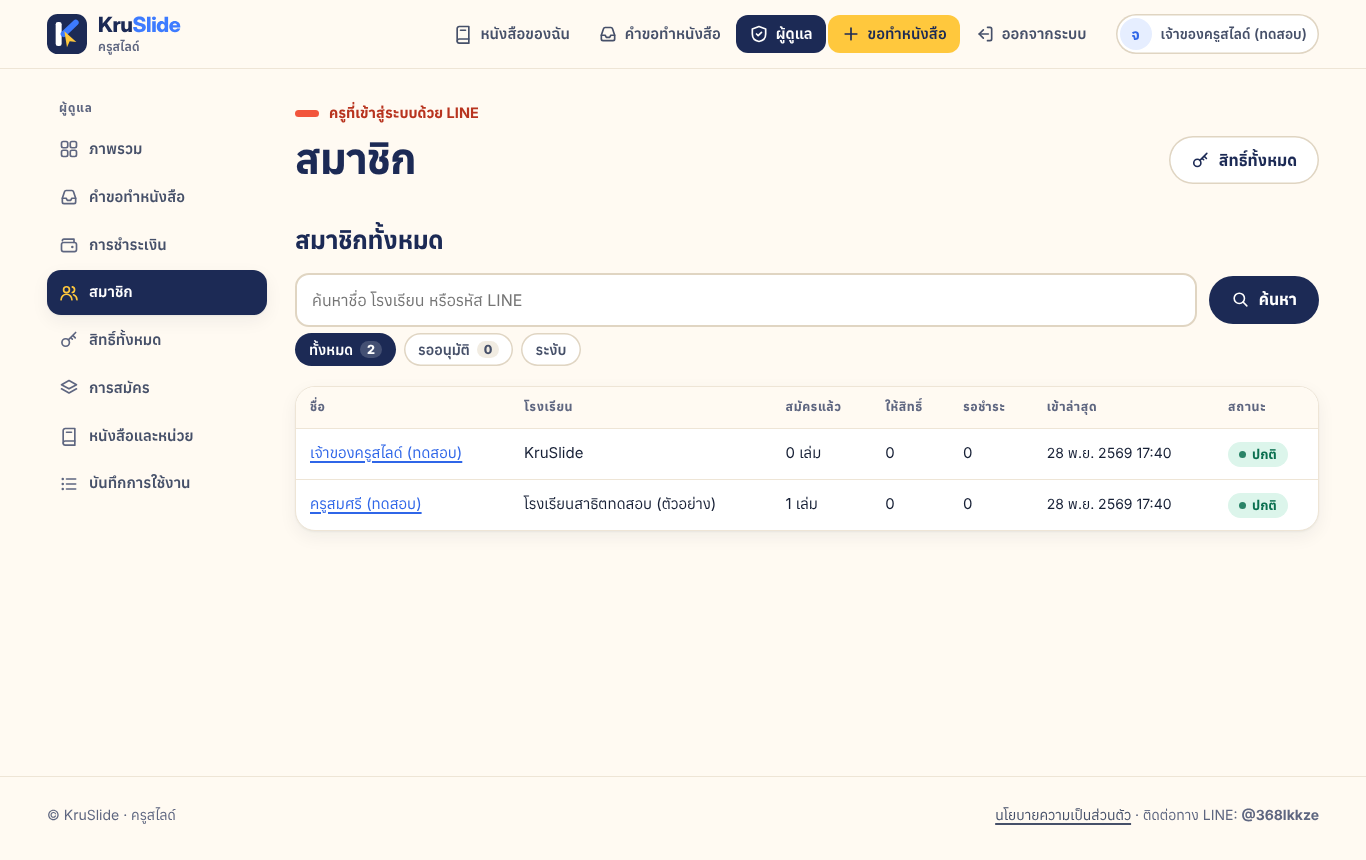 KruSlide
ครูสไลด์
หนังสือของฉัน
คำขอทำหนังสือ
ผู้ดูแล
ขอทำหนังสือ
ออกจากระบบ
จ เจ้าของครูสไลด์ (ทดสอบ)
ผู้ดูแล
ภาพรวม
คำขอทำหนังสือ
การชำระเงิน
สมาชิก
สิทธิ์ทั้งหมด
การสมัคร
หนังสือและหน่วย
บันทึกการใช้งาน
ครูที่เข้าสู่ระบบด้วย LINE
สมาชิก
สิทธิ์ทั้งหมด
สมาชิกทั้งหมด
ค้นหาชื่อ โรงเรียน หรือรหัส LINE
ค้นหา
ทั้งหมด 2 รออนุมัติ 0 ระงับ
ชื่อ โรงเรียน สมัครแล้ว ให้สิทธิ์ รอชำระ เข้าล่าสุด สถานะ
เจ้าของครูสไลด์ (ทดสอบ) KruSlide 0 เล่ม 0 0 28 พ.ย. 2569 17:40 ปกติ
ครูสมศรี (ทดสอบ) โรงเรียนสาธิตทดสอบ (ตัวอย่าง) 1 เล่ม 0 0 28 พ.ย. 2569 17:40 ปกติ
© KruSlide · ครูสไลด์
นโยบายความเป็นส่วนตัว · ติดต่อทาง LINE: @368lkkze